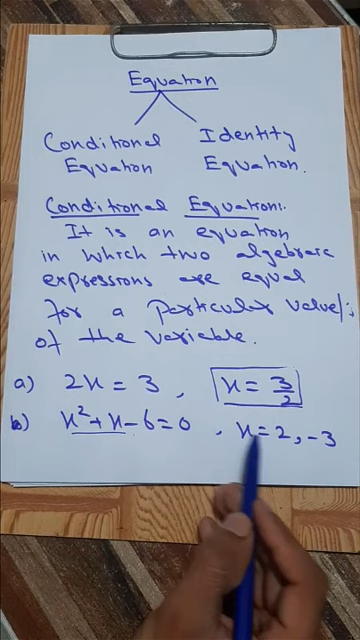 Equation
Conditional Identity
Equation Equation.
Conditional Equation:
It is an equation
in which two algebraic
expressions are equal
for a particular value/s
of the variable.
a) 2x = 3 , x = 3/2
b) x² + x - 6 = 0 , x = 2, -3